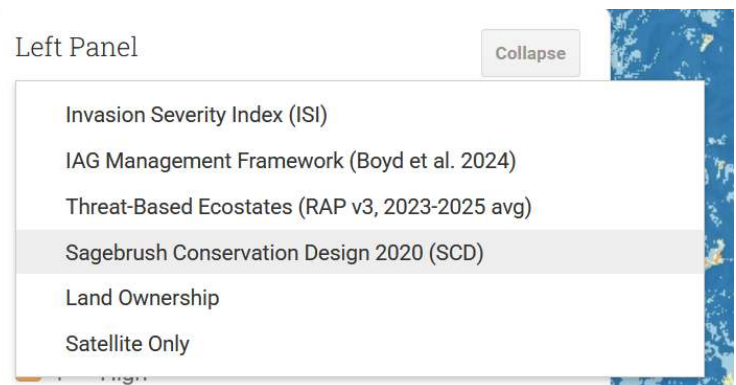 Left Panel
Collapse
Invasion Severity Index (ISI)
IAG Management Framework (Boyd et al. 2024)
Threat-Based Ecostates (RAP v3, 2023-2025 avg)
Sagebrush Conservation Design 2020 (SCD)
Land Ownership
Satellite Only